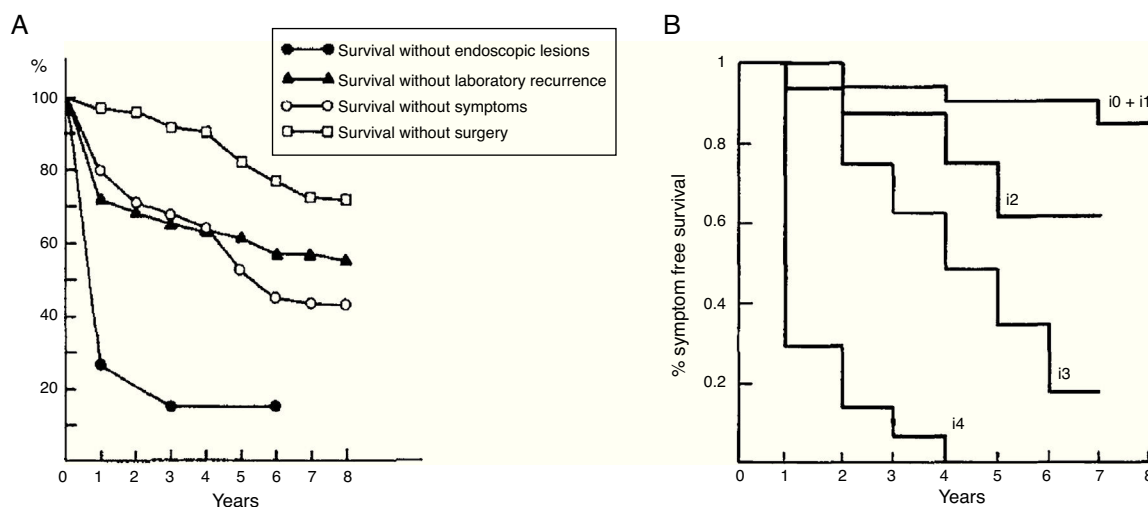 A
%
Survival without endoscopic lesions
Survival without laboratory recurrence
Survival without symptoms
Survival without surgery
100
80
60
40
20
0 1 2 3 4 5 6 7 8
Years
B
% symptom free survival
1
0.8
0.6
0.4
0.2
i0 + i1
i2
i3
i4
0 1 2 3 4 5 6 7 8
Years